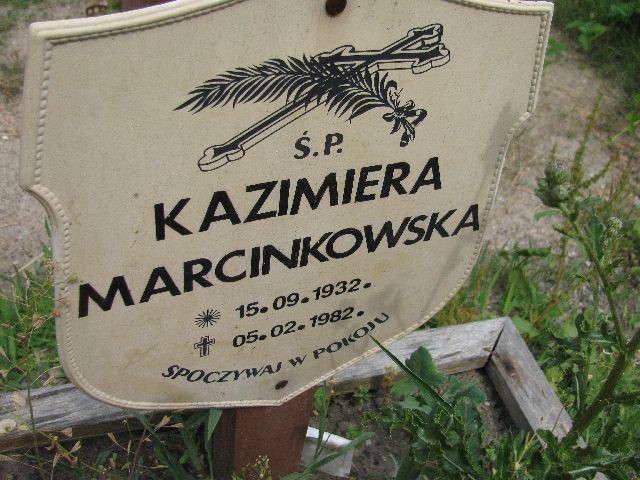 Ś.P.
KAZIMIERA
MARCINKOWSKA
15.09.1932.
05.02.1982.
SPOCZYWAJ W POKOJU